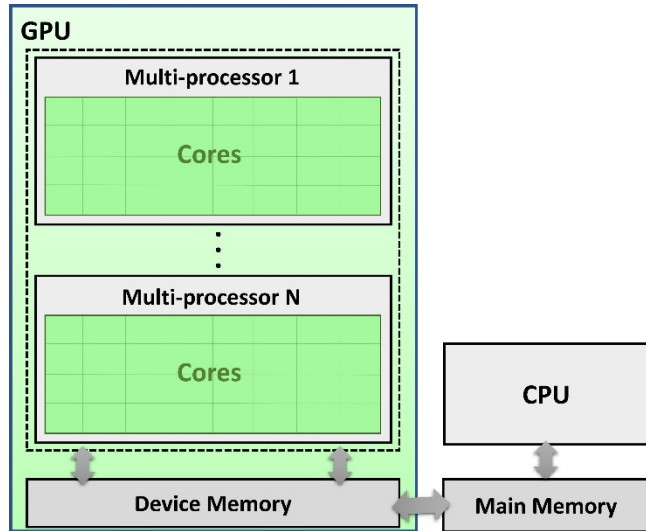 GPU
Multi-processor 1
Cores
Multi-processor N
Cores
CPU
Device Memory
Main Memory